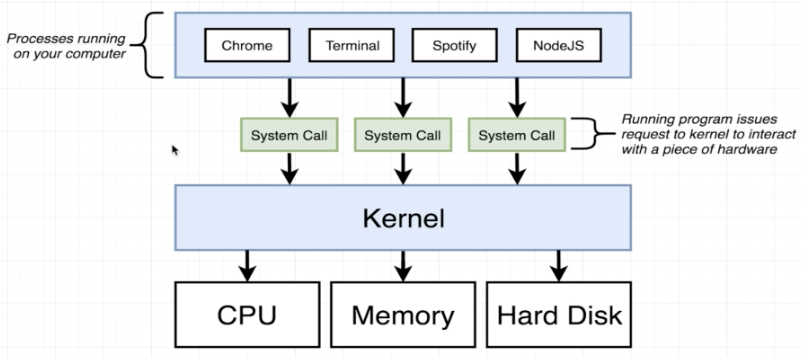 Processes running
on your computer
Chrome
Terminal
Spotify
NodeJS
System Call
System Call
System Call
Running program issues
request to kernel to interact
with a piece of hardware
Kernel
CPU
Memory
Hard Disk